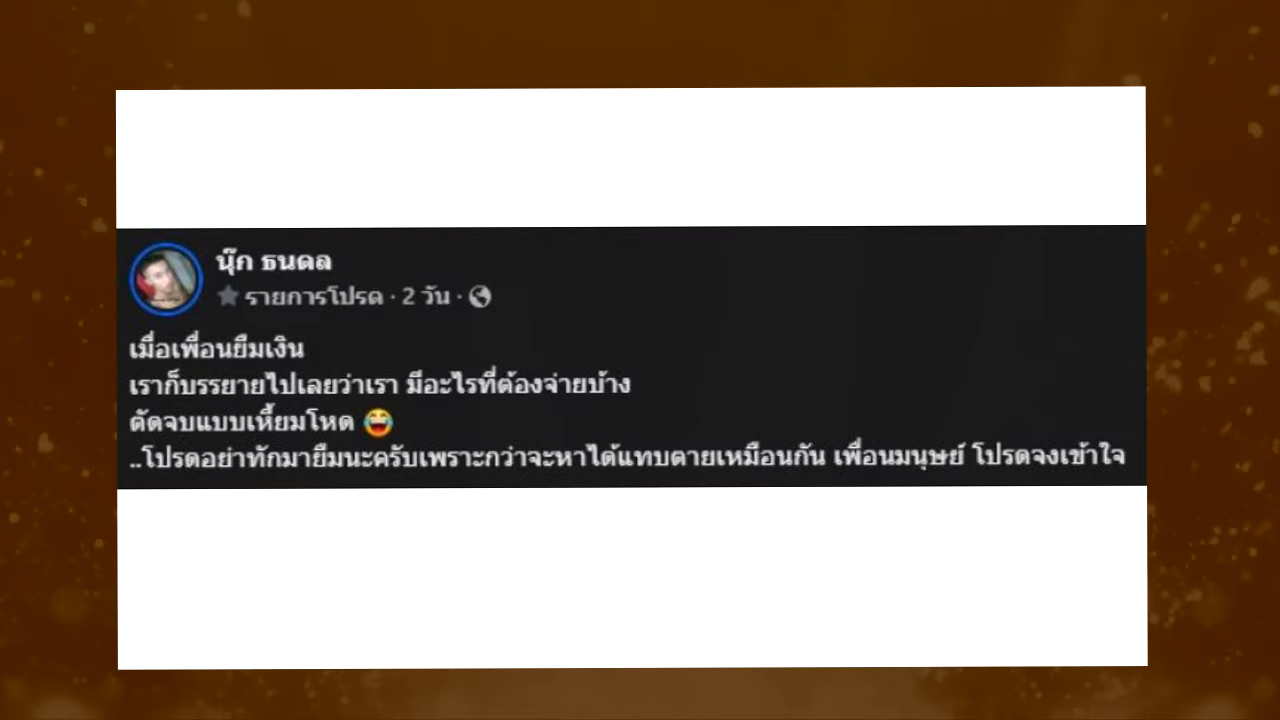 นุ๊ก ธนดล
รายการโปรด · 2 วัน ·
เมื่อเพื่อนยืมเงิน
เราก็บรรยายไปเลยว่าเรา มีอะไรที่ต้องจ่ายบ้าง
ตัดจบแบบเหี้ยมโหด 😂
..โปรดอย่าทักมายืมนะครับเพราะกว่าจะหาได้แทบตายเหมือนกัน เพื่อนมนุษย์ โปรดจงเข้าใจ